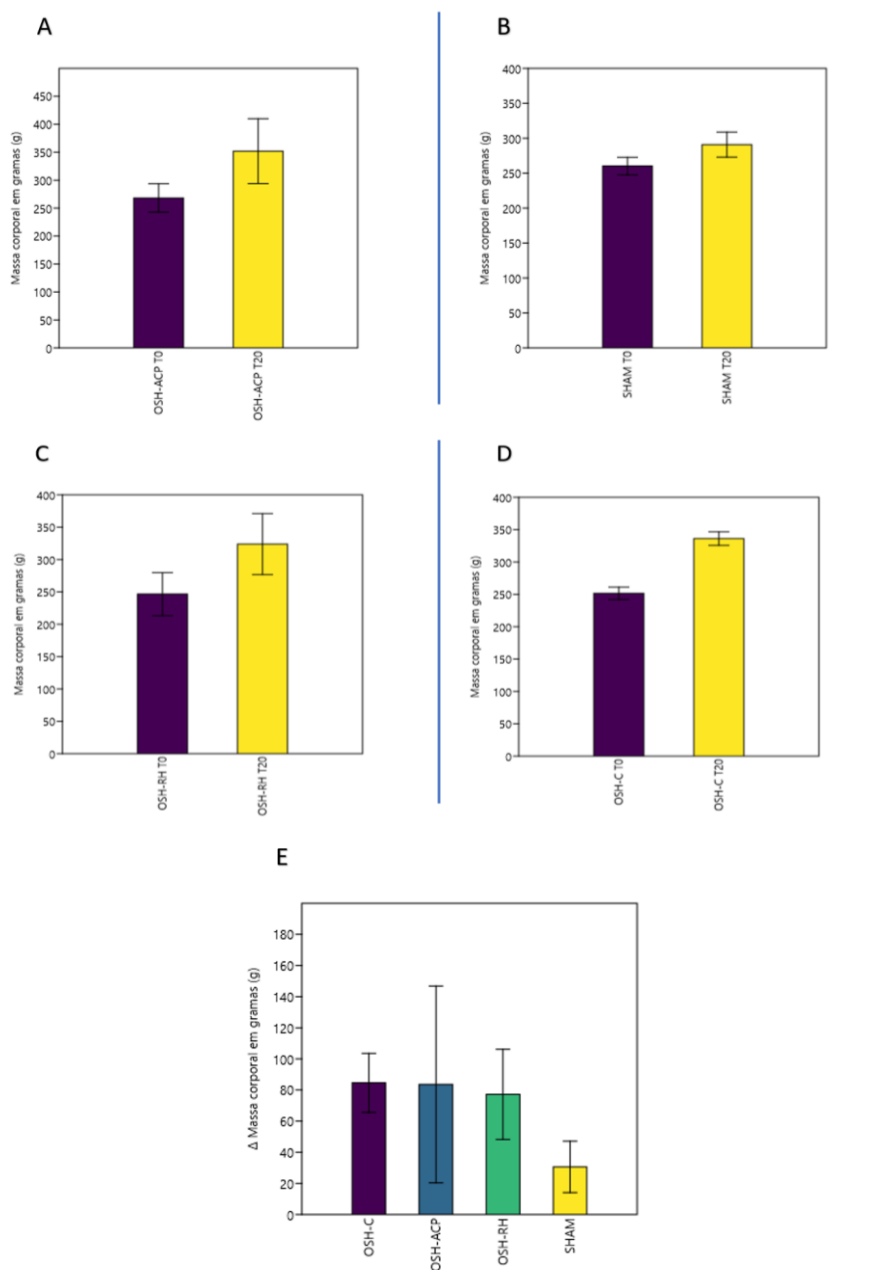 A
Massa corporal em gramas (g)
450
400
350
300
250
200
150
100
50
0
OSH-ACP T0
OSH-ACP T20
B
Massa corporal em gramas (g)
400
350
300
250
200
150
100
50
0
SHAM T0
SHAM T20
C
Massa corporal em gramas (g)
400
350
300
250
200
150
100
50
0
OSH-RH T0
OSH-RH T20
D
Massa corporal em gramas (g)
400
350
300
250
200
150
100
50
0
OSH-C T0
OSH-C T20
E
Δ Massa corporal em gramas (g)
180
160
140
120
100
80
60
40
20
0
OSH-C
OSH-ACP
OSH-RH
SHAM